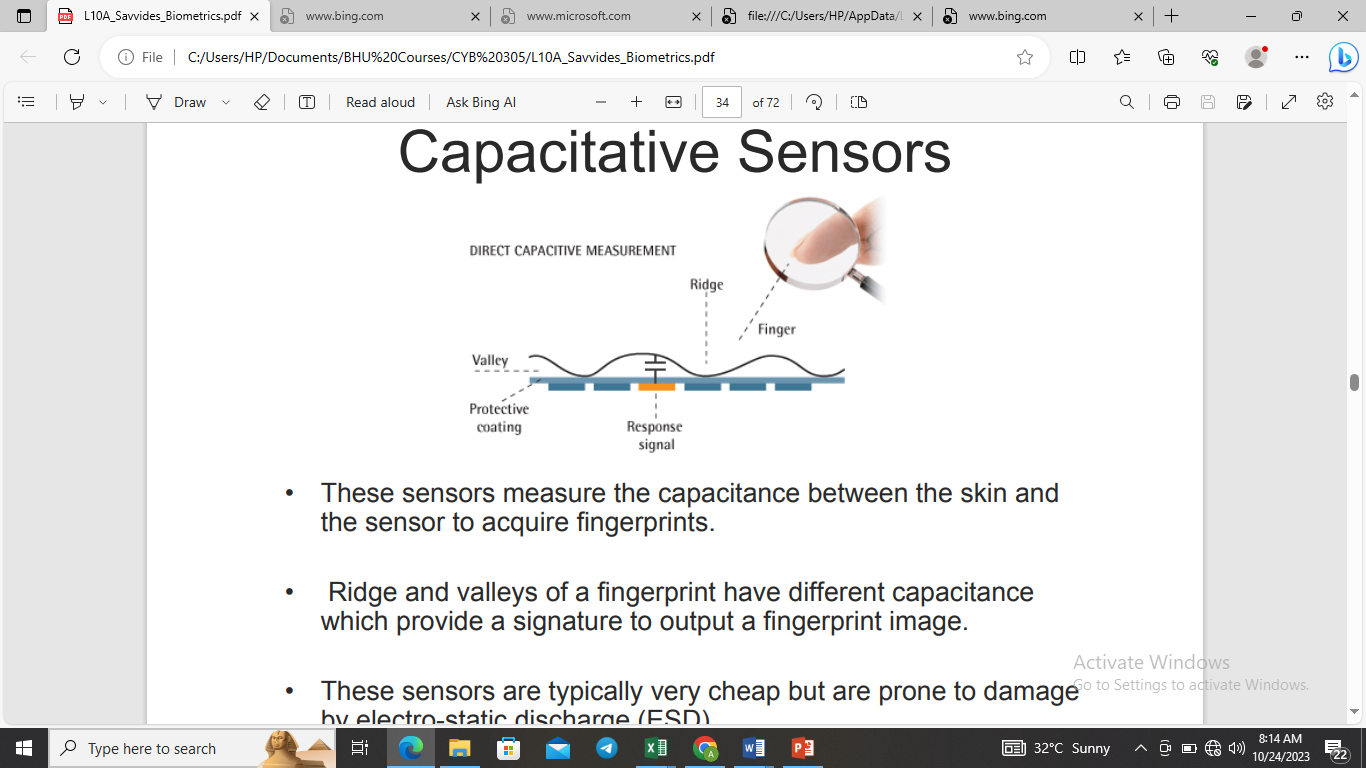 L10A_Savvides_Biometrics.pdf
www.bing.com
www.microsoft.com
file:///C:/Users/HP/AppData/
www.bing.com
File
C:/Users/HP/Documents/BHU%20Courses/CYB%20305/L10A_Savvides_Biometrics.pdf
Draw
Read aloud
Ask Bing AI
34
of 72
Capacitative Sensors
DIRECT CAPACITIVE MEASUREMENT
Ridge
Finger
Valley
Protective
coating
Response
signal
• These sensors measure the capacitance between the skin and
the sensor to acquire fingerprints.
• Ridge and valleys of a fingerprint have different capacitance
which provide a signature to output a fingerprint image.
• These sensors are typically very cheap but are prone to damage
by electro-static discharge (ESD)
Activate Windows
Go to Settings to activate Windows.
Type here to search
32°C Sunny
8:14 AM
10/24/2023
22